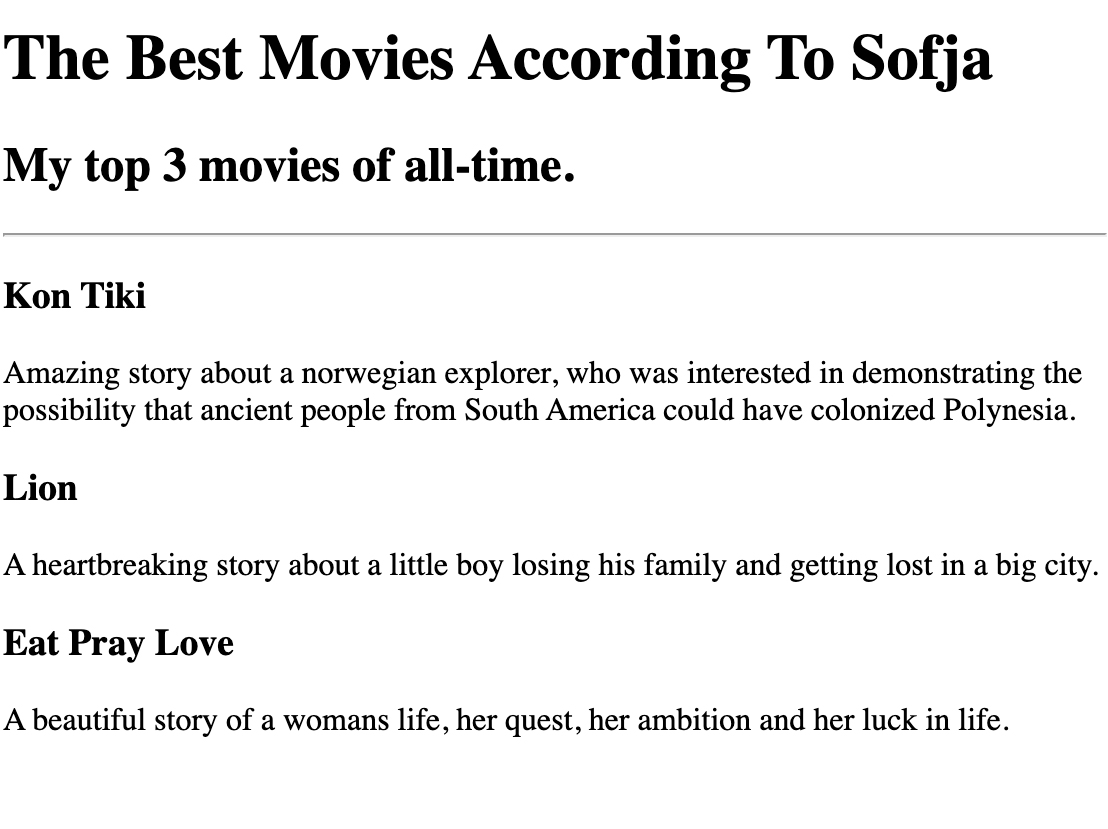 The Best Movies According To Sofja
My top 3 movies of all-time.
Kon Tiki
Amazing story about a norwegian explorer, who was interested in demonstrating the
possibility that ancient people from South America could have colonized Polynesia.
Lion
A heartbreaking story about a little boy losing his family and getting lost in a big city.
Eat Pray Love
A beautiful story of a womans life, her quest, her ambition and her luck in life.